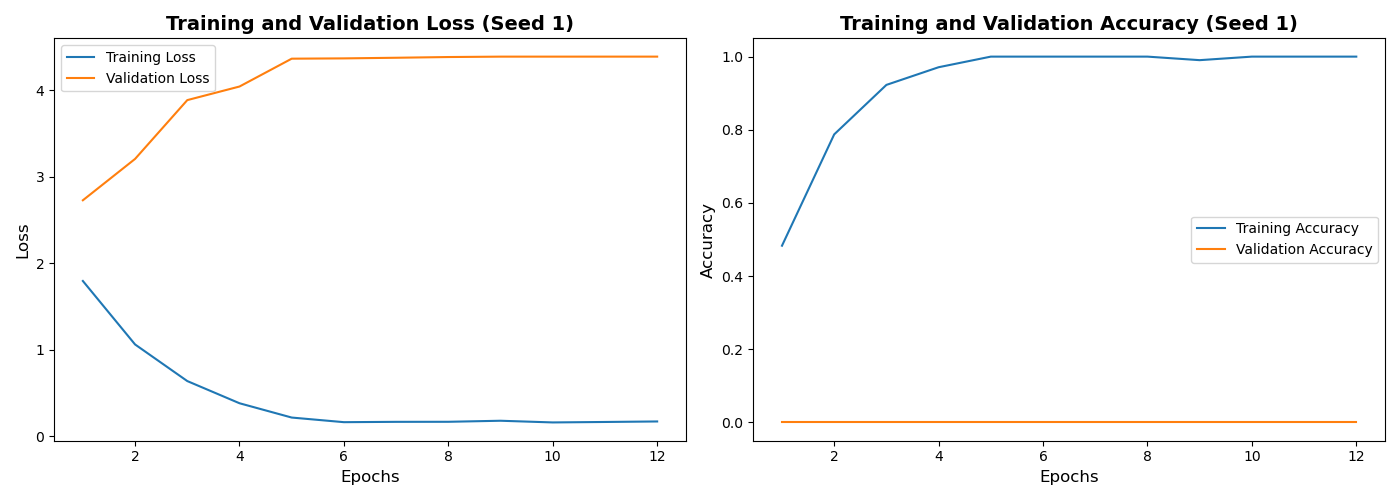 Training and Validation Loss (Seed 1)
Training Loss
Validation Loss
4
3
2
1
0
Loss
2 4 6 8 10 12
Epochs
Training and Validation Accuracy (Seed 1)
1.0
0.8
0.6
0.4
0.2
0.0
Accuracy
Training Accuracy
Validation Accuracy
2 4 6 8 10 12
Epochs